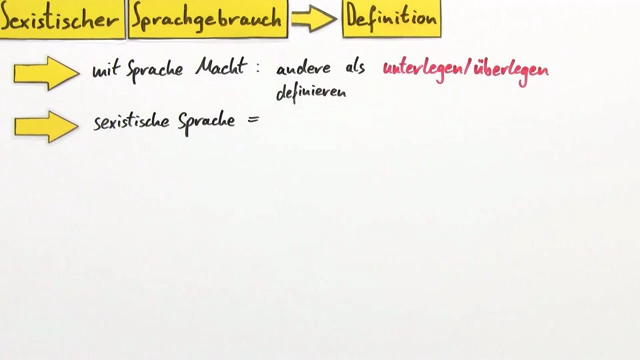 Sexistischer Sprachgebrauch Definition
mit Sprache Macht : andere als unterlegen/überlegen
definieren
sexistische Sprache =